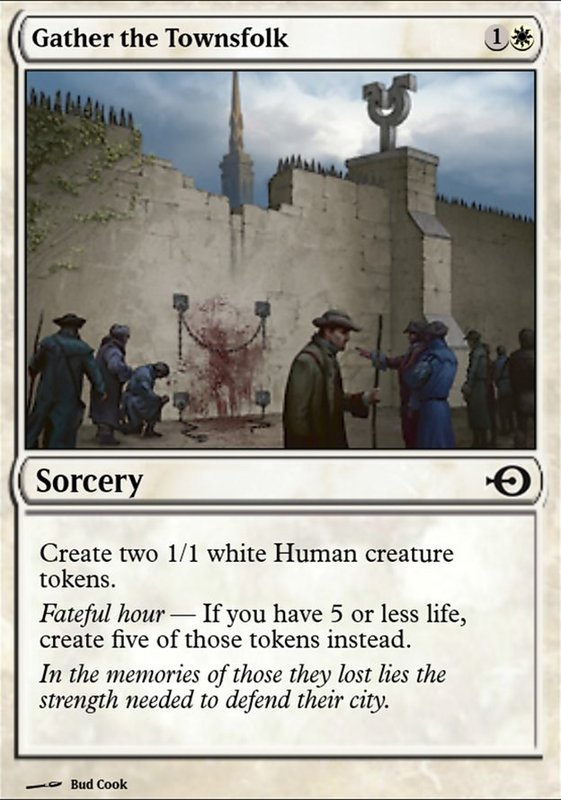 Gather the Townsfolk 1
Sorcery
Create two 1/1 white Human creature
tokens.
Fateful hour — If you have 5 or less life,
create five of those tokens instead.
In the memories of those they lost lies the
strength needed to defend their city.
Bud Cook